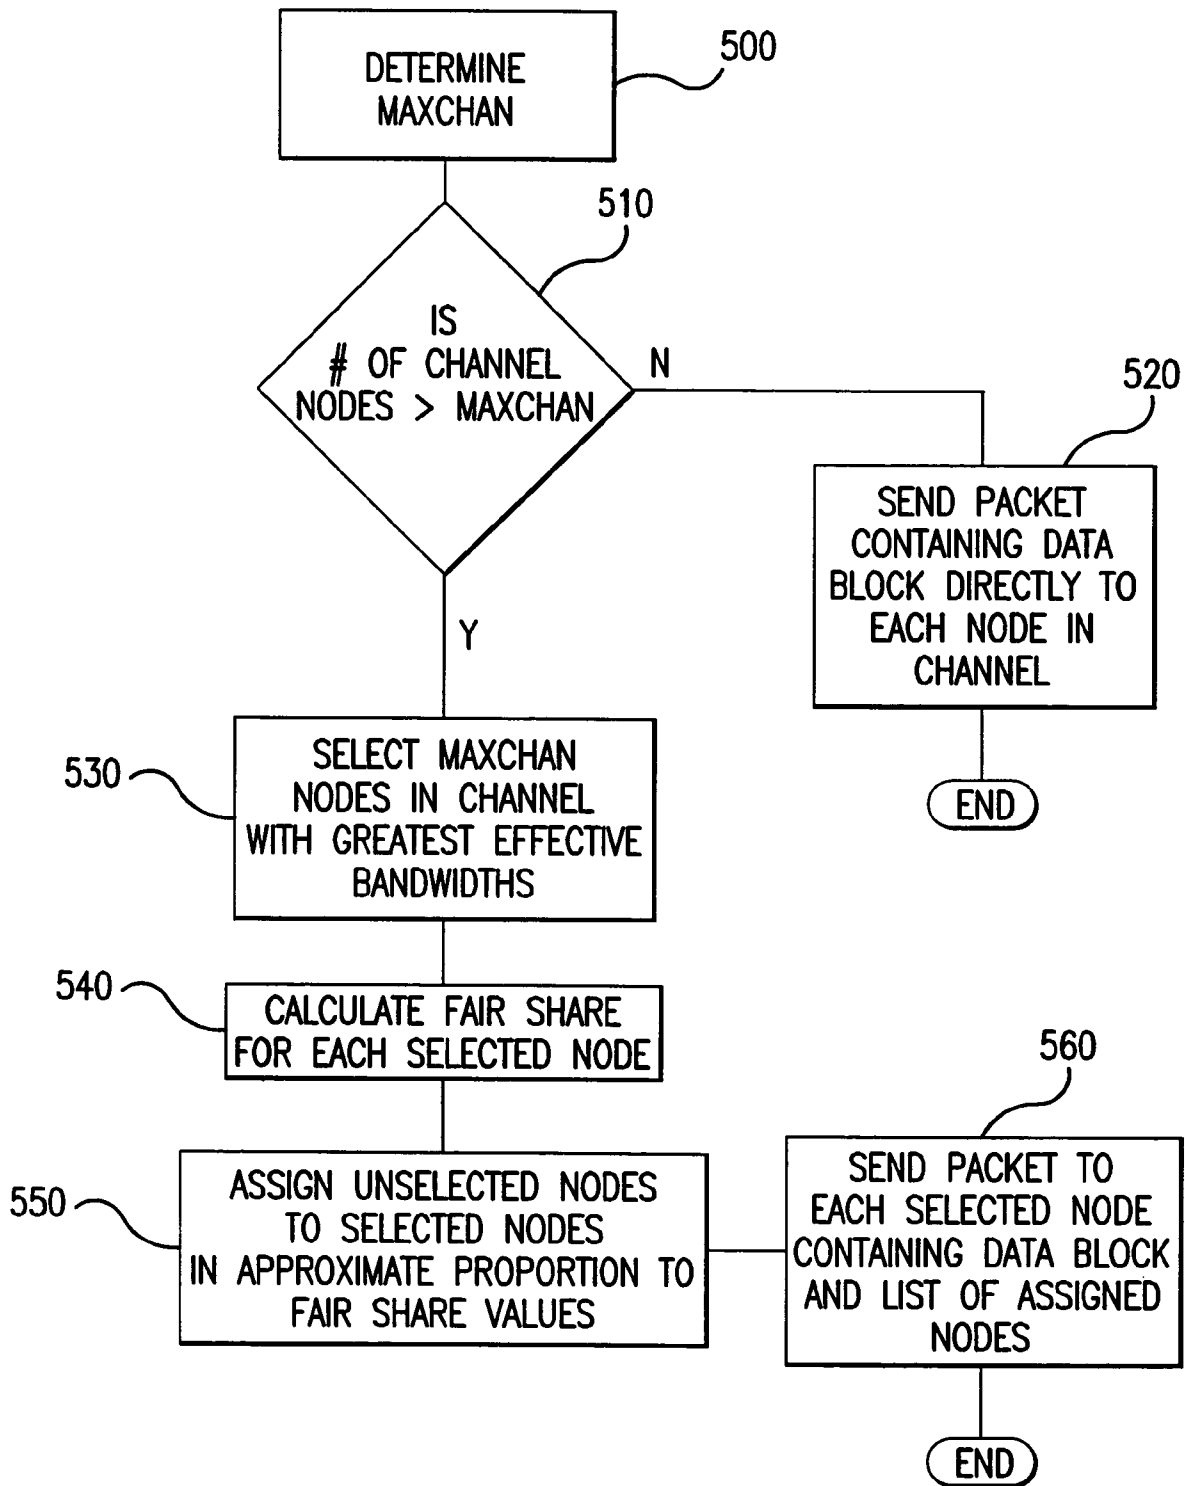 DETERMINE
MAXCHAN
500
510
IS
# OF CHANNEL
NODES > MAXCHAN
N
520
SEND PACKET
CONTAINING DATA
BLOCK DIRECTLY TO
EACH NODE IN
CHANNEL
END
Y
530
SELECT MAXCHAN
NODES IN CHANNEL
WITH GREATEST EFFECTIVE
BANDWIDTHS
540
CALCULATE FAIR SHARE
FOR EACH SELECTED NODE
550
ASSIGN UNSELECTED NODES
TO SELECTED NODES
IN APPROXIMATE PROPORTION TO
FAIR SHARE VALUES
560
SEND PACKET TO
EACH SELECTED NODE
CONTAINING DATA BLOCK
AND LIST OF ASSIGNED
NODES
END